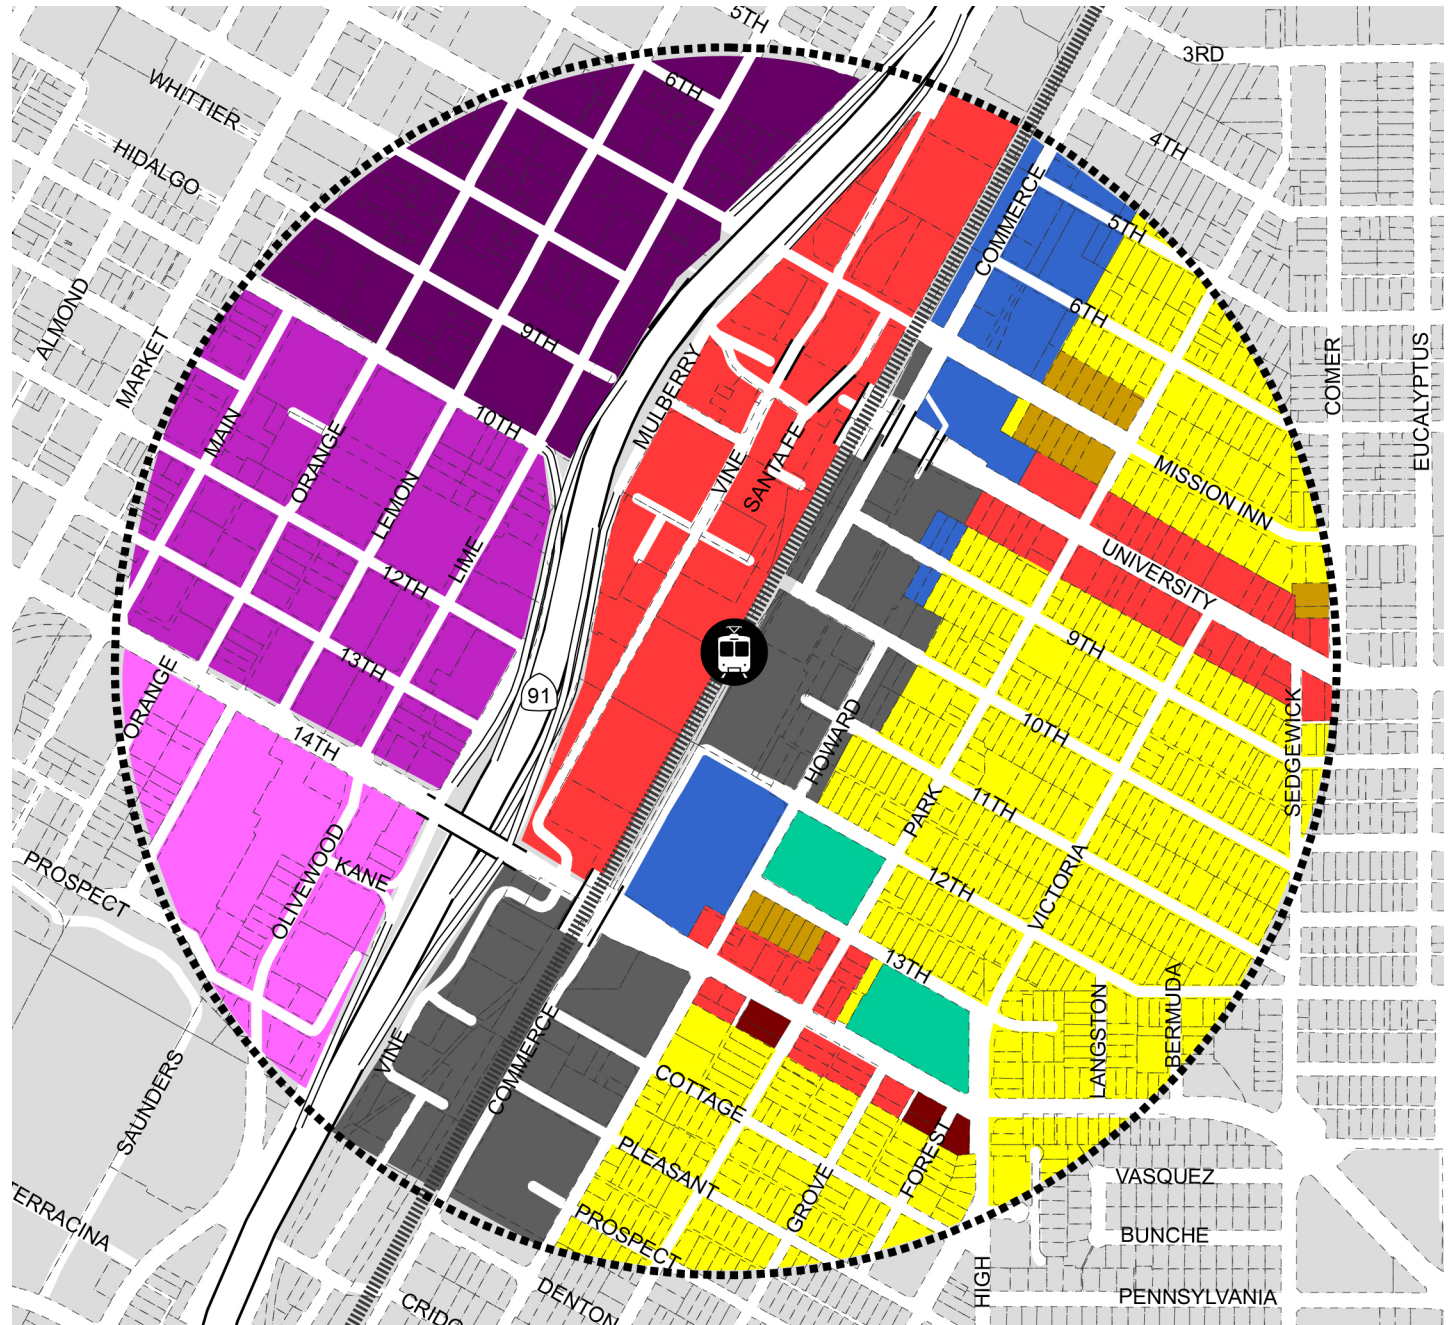 5TH
3RD
WHITTIER
6TH
4TH
HIDALGO
COMMERCE
5TH
ALMOND
MARKET
6TH
9TH
COMER
EUCALYPTUS
MULBERRY
10TH
MAIN
ORANGE
VINE
SANTA FE
LEMON
MISSION INN
LIME
UNIVERSITY
12TH
9TH
13TH
ORANGE
91
10TH
14TH
HOWARD
SEDGEWICK
11TH
PARK
OLIVEWOOD
KANE
PROSPECT
12TH
VICTORIA
13TH
LANGSTON
BERMUDA
VINE
COMMERCE
COTTAGE
SAUNDERS
PLEASANT
GROVE
FOREST
VASQUEZ
PROSPECT
BUNCHE
HIGH
PENNSYLVANIA
DENTON